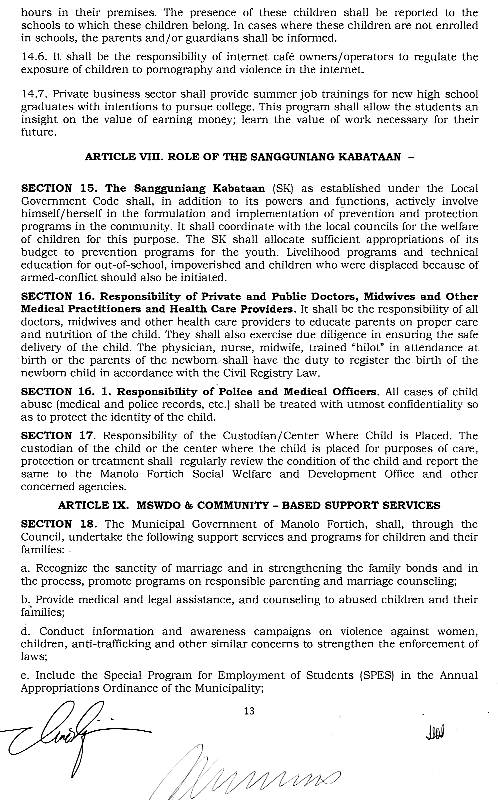 hours in their premises. The presence of these children shall be reported to the
schools to which these children belong. In cases where these children are not enrolled
in schools, the parents and/or guardians shall be informed.
14.6. It shall be the responsibility of internet café owners/operators to regulate the
exposure of children to pornography and violence in the internet.
14.7. Private business sector shall provide summer job trainings for new high school
graduates with intentions to pursue college. This program shall allow the students an
insight on the value of earning money; learn the value of work necessary for their
future.
ARTICLE VIII. ROLE OF THE SANGGUNIANG KABATAAN –
SECTION 15. The Sangguniang Kabataan (SK) as established under the Local
Government Code shall, in addition to its powers and functions, actively involve
himself/herself in the formulation and implementation of prevention and protection
programs in the community. It shall coordinate with the local councils for the welfare
of children for this purpose. The SK shall allocate sufficient appropriations of its
budget to prevention programs for the youth. Livelihood programs and technical
education for out-of-school, impoverished and children who were displaced because of
armed-conflict should also be initiated.
SECTION 16. Responsibility of Private and Public Doctors, Midwives and Other
Medical Practitioners and Health Care Providers. It shall be the responsibility of all
doctors, midwives and other health care providers to educate parents on proper care
and nutrition of the child. They shall also exercise due diligence in ensuring the safe
delivery of the child. The physician, nurse, midwife, trained "hilot" in attendance at
birth or the parents of the newborn shall have the duty to register the birth of the
newborn child in accordance with the Civil Registry Law.
SECTION 16. 1. Responsibility of Police and Medical Officers. All cases of child
abuse (medical and police records, etc.) shall be treated with utmost confidentiality so
as to protect the identity of the child.
SECTION 17. Responsibility of the Custodian/Center Where Child is Placed. The
custodian of the child or the center where the child is placed for purposes of care,
protection or treatment shall regularly review the condition of the child and report the
same to the Manolo Fortich Social Welfare and Development Office and other
concerned agencies.
ARTICLE IX. MSWDO & COMMUNITY – BASED SUPPORT SERVICES
SECTION 18. The Municipal Government of Manolo Fortich, shall, through the
Council, undertake the following support services and programs for children and their
families:
a. Recognize the sanctity of marriage and in strengthening the family bonds and in
the process, promote programs on responsible parenting and marriage counseling;
b. Provide medical and legal assistance, and counseling to abused children and their
families;
d. Conduct information and awareness campaigns on violence against women,
children, anti-trafficking and other similar concerns to strengthen the enforcement of
laws;
e. Include the Special Program for Employment of Students (SPES) in the Annual
Appropriations Ordinance of the Municipality;
13